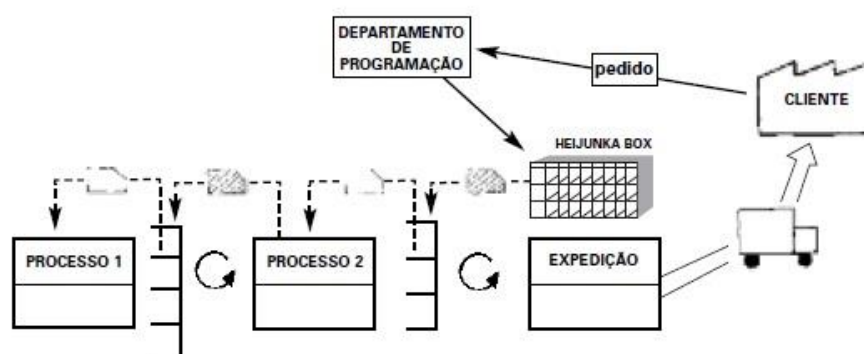 DEPARTAMENTO
DE
PROGRAMAÇÃO
pedido
CLIENTE
HEIJUNKA BOX
PROCESSO 1
PROCESSO 2
EXPEDIÇÃO